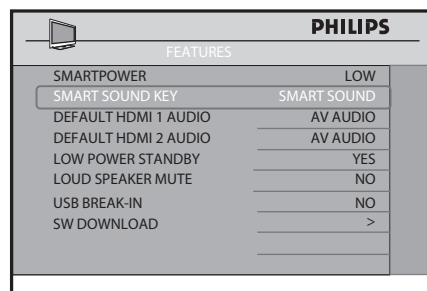 PHILIPS
FEATURES
SMARTPOWER LOW
SMART SOUND KEY SMART SOUND
DEFAULT HDMI 1 AUDIO AV AUDIO
DEFAULT HDMI 2 AUDIO AV AUDIO
LOW POWER STANDBY YES
LOUD SPEAKER MUTE NO
USB BREAK-IN NO
SW DOWNLOAD >